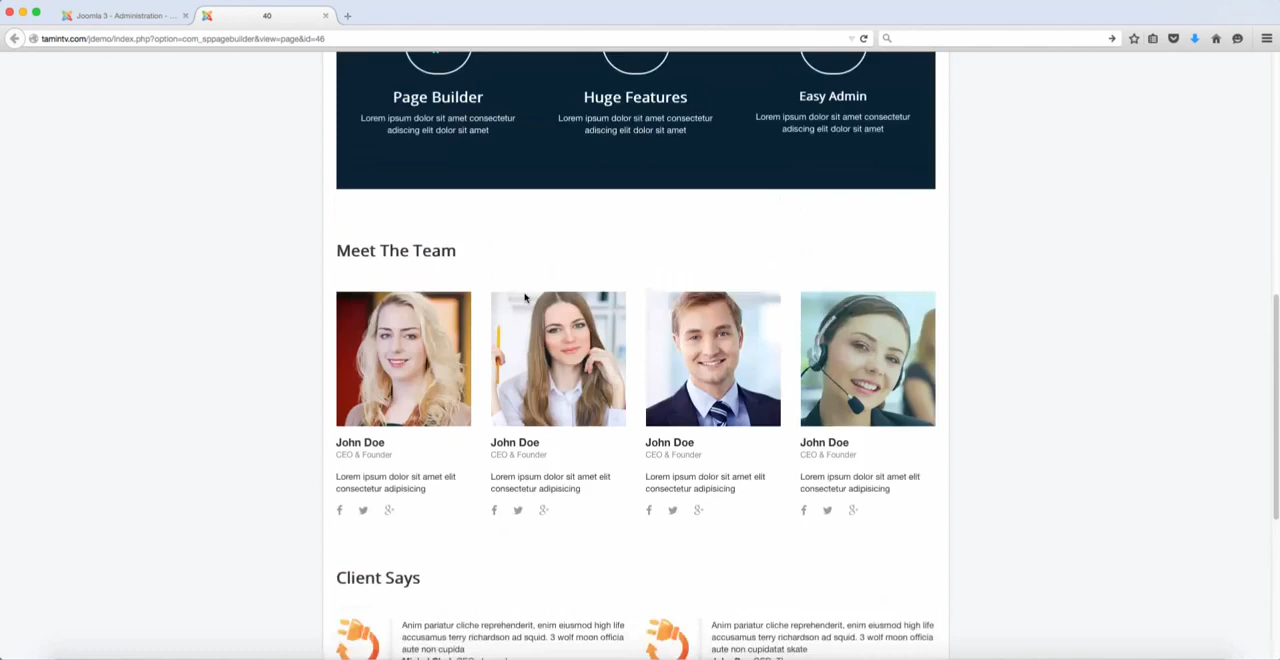 Joomla 3 - Administration - ...
40
tamintv.com/jdemo/index.php?option=com_sppagebuilder&view=page&id=46
Page Builder
Huge Features
Easy Admin
Lorem ipsum dolor sit amet consectetur
adiscing elit dolor sit amet
Lorem ipsum dolor sit amet consectetur
adiscing elit dolor sit amet
Lorem ipsum dolor sit amet consectetur
adiscing elit dolor sit amet
Meet The Team
John Doe
CEO & Founder
Lorem ipsum dolor sit amet elit
consectetur adipisicing
John Doe
CEO & Founder
Lorem ipsum dolor sit amet elit
consectetur adipisicing
John Doe
CEO & Founder
Lorem ipsum dolor sit amet elit
consectetur adipisicing
John Doe
CEO & Founder
Lorem ipsum dolor sit amet elit
consectetur adipisicing
Client Says
Anim pariatur cliche reprehenderit, enim eiusmod high life
accusamus terry richardson ad squid. 3 wolf moon officia
aute non cupida
Anim pariatur cliche reprehenderit, enim eiusmod high life
accusamus terry richardson ad squid. 3 wolf moon officia
aute non cupidatat skate